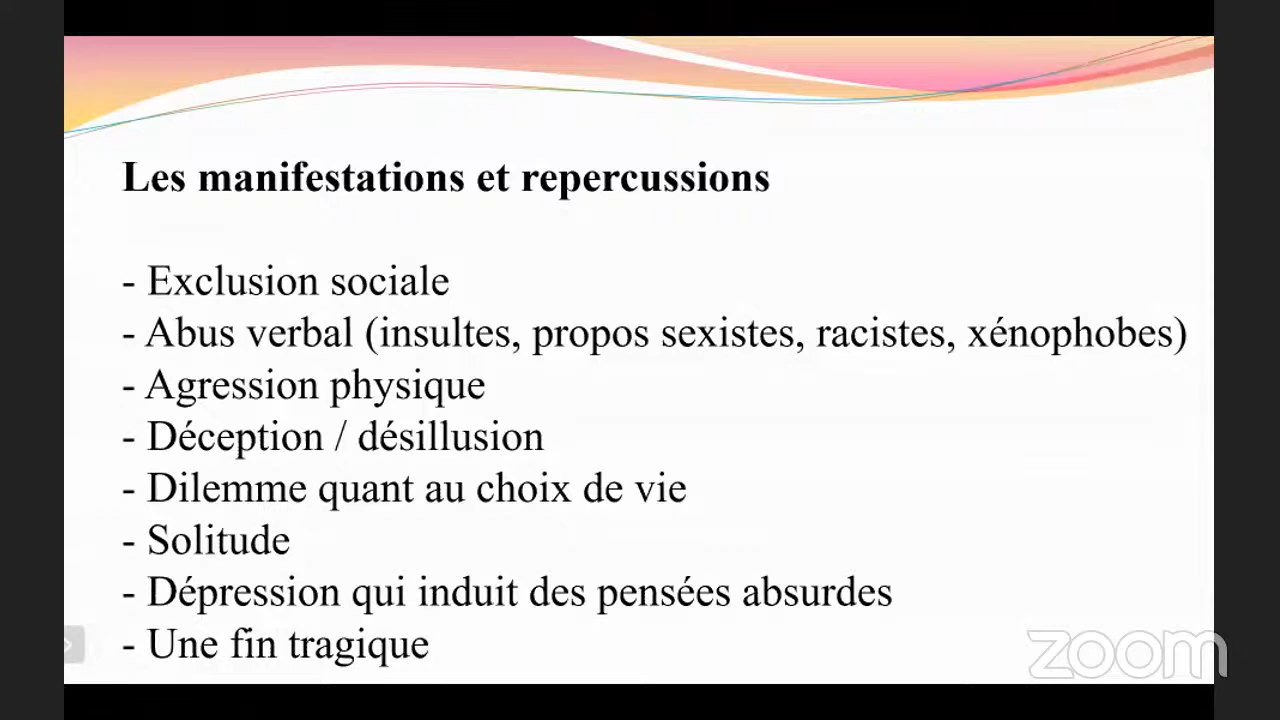 Les manifestations et repercussions
- Exclusion sociale
- Abus verbal (insultes, propos sexistes, racistes, xénophobes)
- Agression physique
- Déception / désillusion
- Dilemme quant au choix de vie
- Solitude
- Dépression qui induit des pensées absurdes
- Une fin tragique
zoom